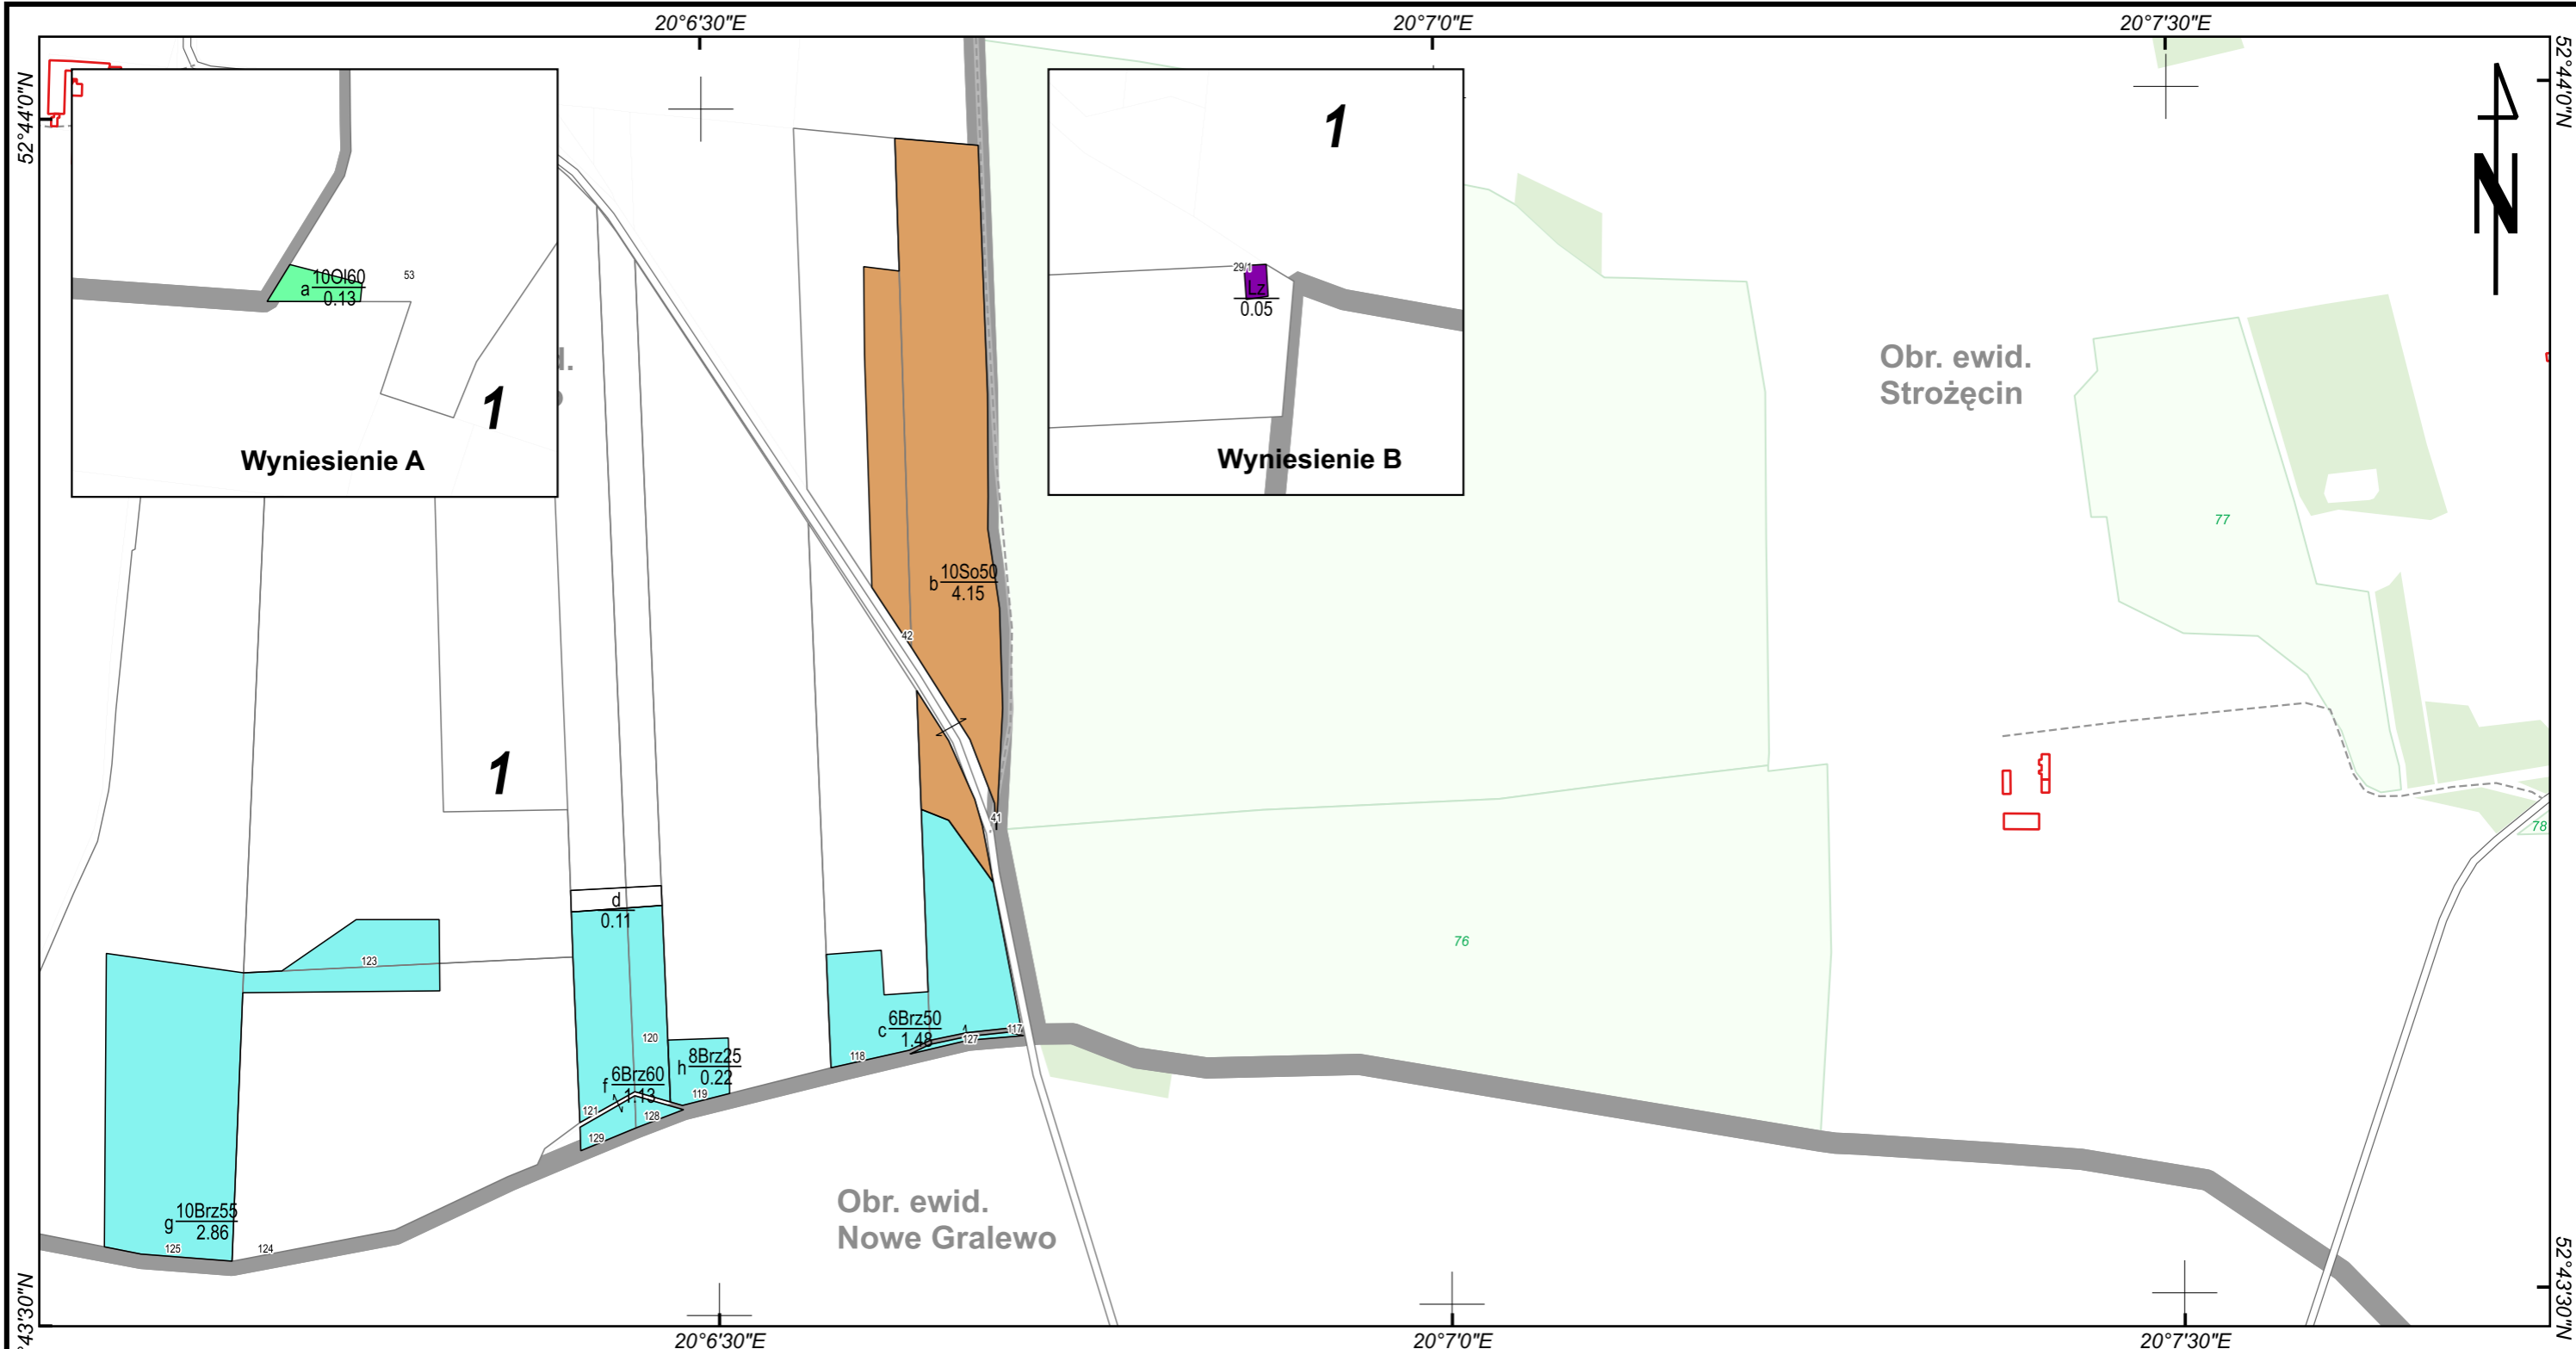 20°6'30"E
20°7'0"E
20°7'30"E
52°44'0"N
52°44'0"N
1
N
10Ol60
53
a
0.13
29/1
Lz
0.05
1
Wyniesienie A
Wyniesienie B
Obr. ewid.
Strożęcin
77
10So50
b
4.15
42
1
41
78
d
0.11
76
123
6Brz50
c
1.48
117
127
118
120
8Brz25
h
0.22
119
6Brz60
f
1.13
121
128
129
Obr. ewid.
Nowe Gralewo
10Brz55
g
2.86
125
124
°43'30"N
52°43'30"N
20°6'30"E
20°7'0"E
20°7'30"E